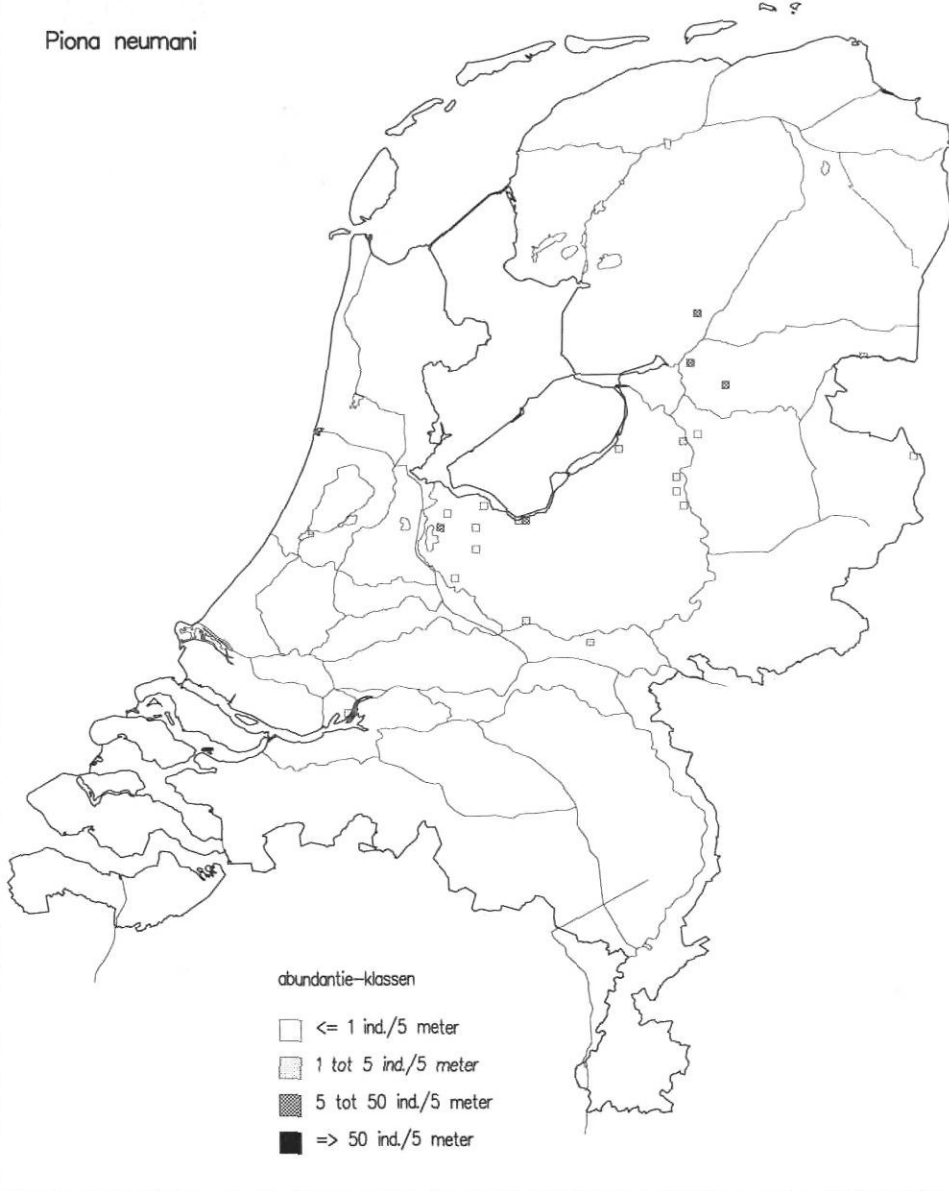 Piona neumani
abundantie-klassen
<= 1 ind./5 meter
1 tot 5 ind./5 meter
5 tot 50 ind./5 meter
=> 50 ind./5 meter